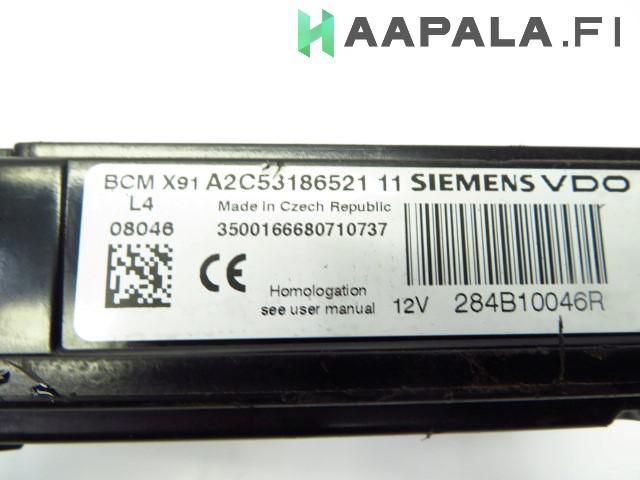 HAAPALA.FI
BCM X91 A2C53186521 11 SIEMENS VDO
L4 Made in Czech Republic
08046 3500166680710737
CE
Homologation
see user manual 12V 284B10046R